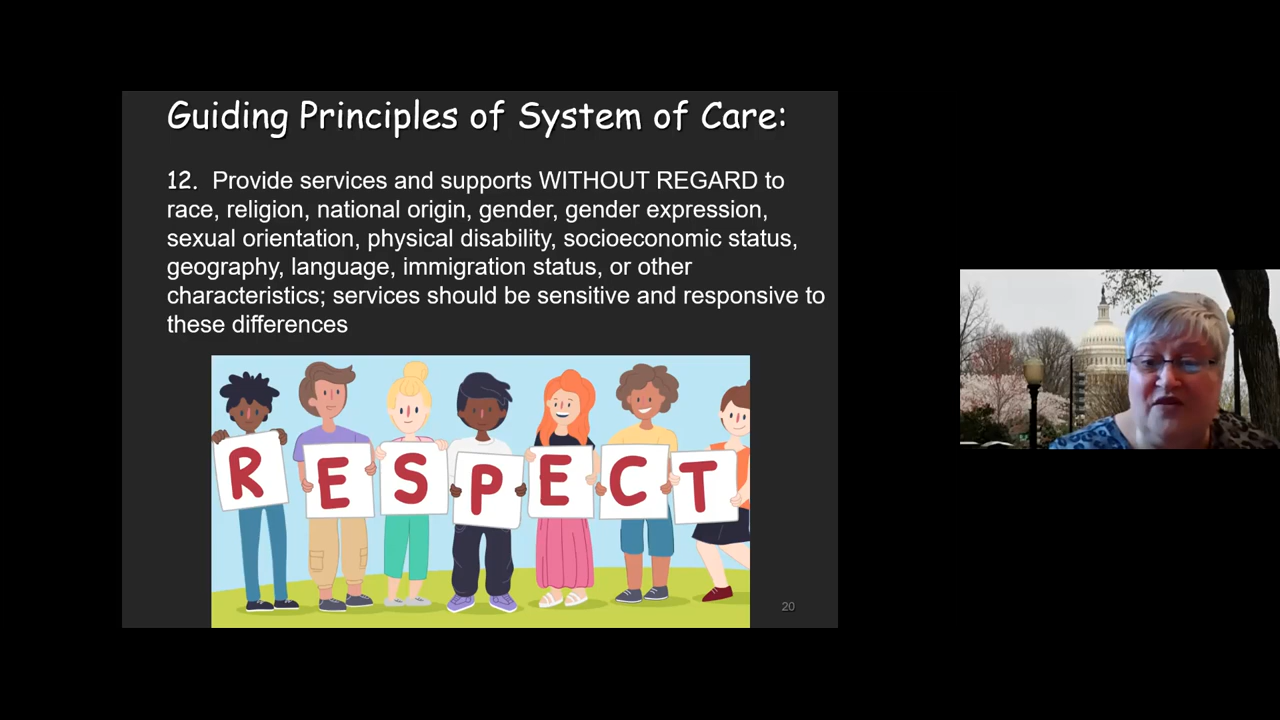 Guiding Principles of System of Care:
12. Provide services and supports WITHOUT REGARD to
race, religion, national origin, gender, gender expression,
sexual orientation, physical disability, socioeconomic status,
geography, language, immigration status, or other
characteristics; services should be sensitive and responsive to
these differences
R E S P E C T
20